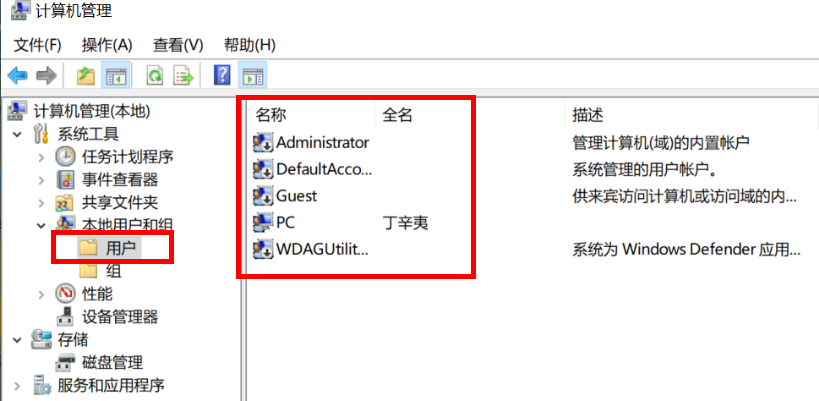 计算机管理
文件(F) 操作(A) 查看(V) 帮助(H)
计算机管理(本地)
系统工具
任务计划程序
事件查看器
共享文件夹
本地用户和组
用户
组
性能
设备管理器
存储
磁盘管理
服务和应用程序
名称 全名 描述
Administrator 管理计算机(域)的内置帐户
DefaultAcco... 系统管理的用户帐户。
Guest 供来宾访问计算机或访问域的内...
PC 丁辛夷
WDAGUtilit... 系统为 Windows Defender 应用...